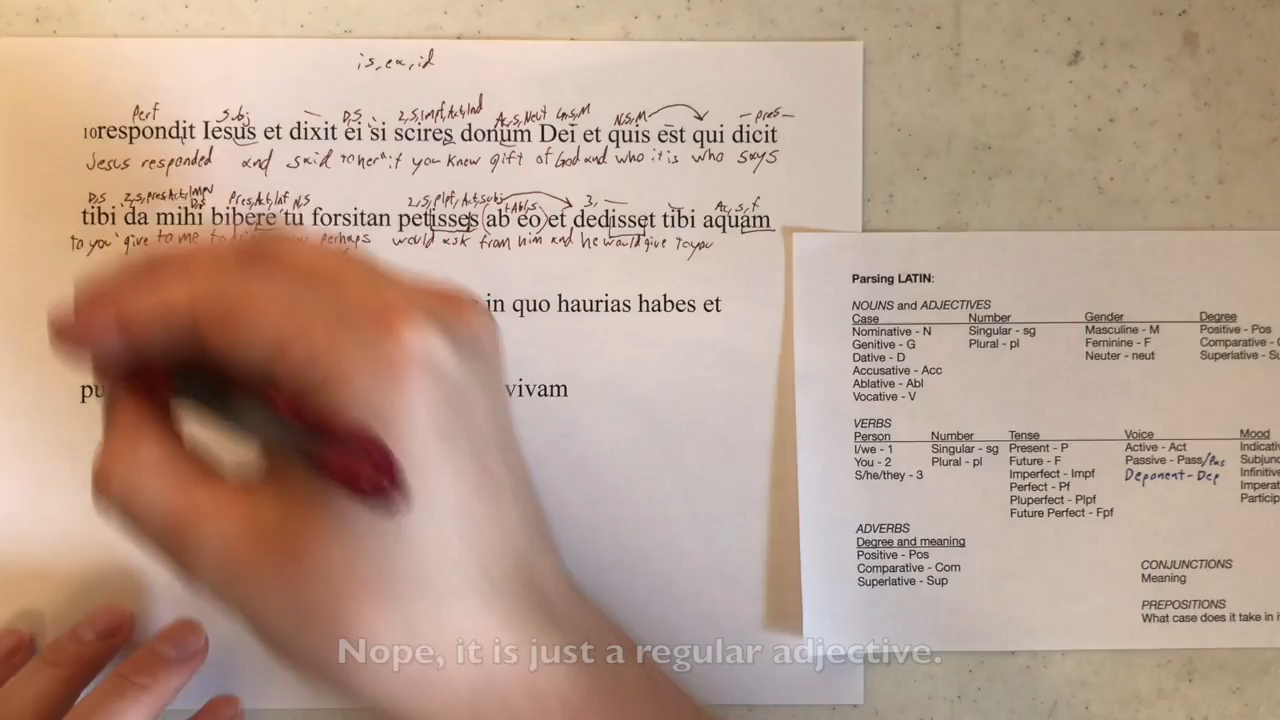 is, ea, id
Perf Subj D,S 2,S,Impf,Act,Ind Ac,S,Neut Gn,S,M N,S,M - pres -
10respondit Iesus et dixit ei si scires donum Dei et quis est qui dicit
Jesus responded and said to her "if you knew gift of God and who it is who says
D,S 2,S,Pres,Act,Imp D,S Pres,Act,Inf N,S 2,S,Plpf,Act,Subj +Abl,S 3, Ac,S,f
tibi da mihi bibere tu forsitan petisses ab eo et dedisset tibi aquam
to you 'give to me to perhaps would ask from him and he would give to you
in quo haurias habes et
vivam
Parsing LATIN:
NOUNS and ADJECTIVES
Case Number Gender Degree
Nominative - N Singular - sg Masculine - M Positive - Pos
Genitive - G Plural - pl Feminine - F Comparative -
Dative - D Neuter - neut Superlative -
Accusative - Acc
Ablative - Abl
Vocative - V
VERBS
Person Number Tense Voice Mood
I/we - 1 Singular - sg Present - P Active - Act
You - 2 Plural - pl Future - F Passive - Pass/Pas
S/he/they - 3 Imperfect - Impf Deponent - Dep
Perfect - Pf
Pluperfect - Plpf
Future Perfect - Fpf
ADVERBS
Degree and meaning
Positive - Pos
Comparative - Com
Superlative - Sup
CONJUNCTIONS
Meaning
PREPOSITIONS
What case does it take in
Nope, it is just a regular adjective.